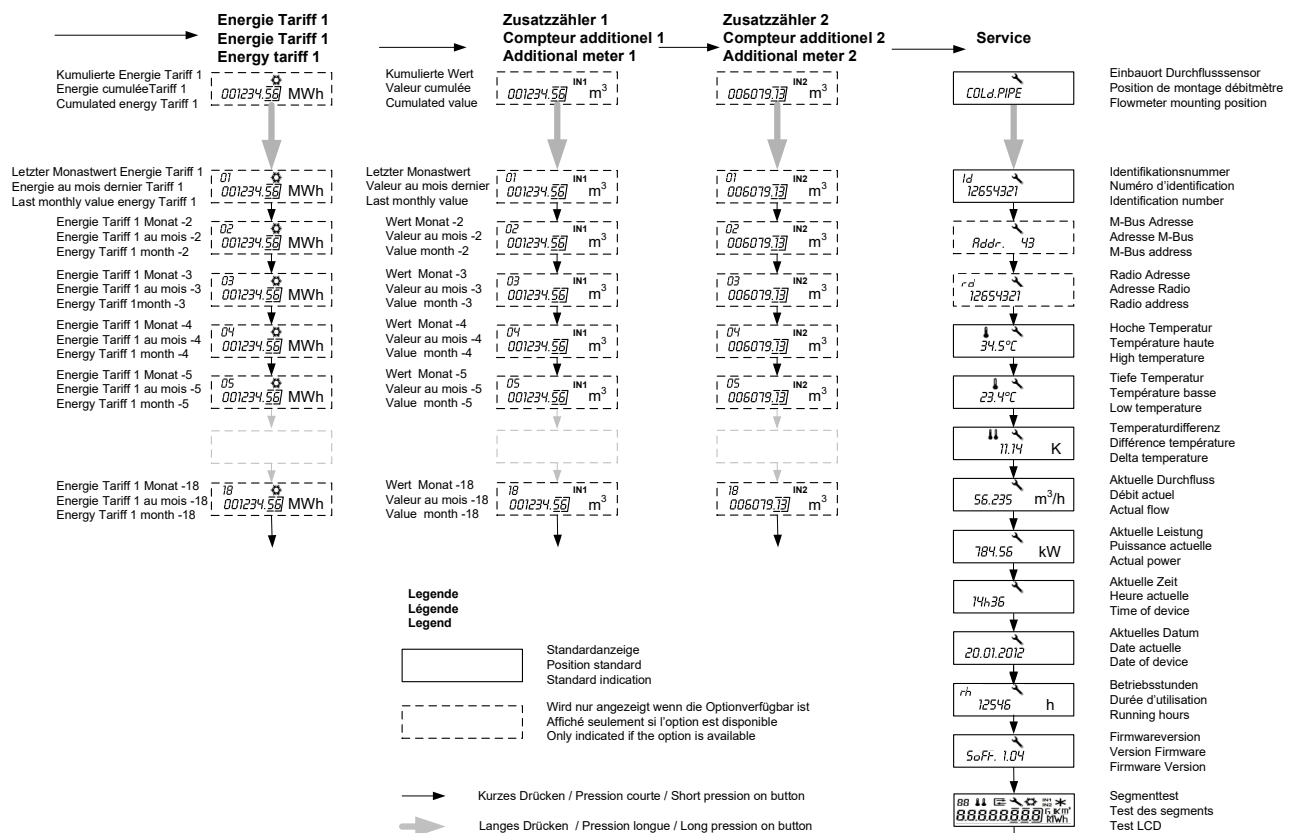 Energie Tariff 1
Energie Tariff 1
Energy tariff 1
Kumulierte Energie Tariff 1
Energie cumuléeTariff 1
Cumulated energy Tariff 1
001234.56 MWh
Letzter Monastwert Energie Tariff 1
Energie au mois dernier Tariff 1
Last monthly value energy Tariff 1
01
001234.56 MWh
Energie Tariff 1 Monat -2
Energie Tariff 1 au mois -2
Energy Tariff 1 month -2
02
001234.56 MWh
Energie Tariff 1 Monat -3
Energie Tariff 1 au mois -3
Energy Tariff 1month -3
03
001234.56 MWh
Energie Tariff 1 Monat -4
Energie Tariff 1 au mois -4
Energy Tariff 1 month -4
04
001234.56 MWh
Energie Tariff 1 Monat -5
Energie Tariff 1 au mois -5
Energy Tariff 1 month -5
05
001234.56 MWh
Energie Tariff 1 Monat -18
Energie Tariff 1 au mois -18
Energy Tariff 1 month -18
18
001234.56 MWh
Zusatzzähler 1
Compteur additionel 1
Additional meter 1
Kumulierte Wert
Valeur cumulée
Cumulated value
IN1
001234.56 m³
Letzter Monastwert
Valeur au mois dernier
Last monthly value
01 IN1
001234.56 m³
Wert Monat -2
Valeur au mois -2
Value month -2
02 IN1
001234.56 m³
Wert Monat -3
Valeur au mois -3
Value month -3
03 IN1
001234.56 m³
Wert Monat -4
Valeur au mois -4
Value month -4
04 IN1
001234.56 m³
Wert Monat -5
Valeur au mois -5
Value month -5
05 IN1
001234.56 m³
Wert Monat -18
Valeur au mois -18
Value month -18
18 IN1
001234.56 m³
Zusatzzähler 2
Compteur additionel 2
Additional meter 2
IN2
006079.13 m³
01 IN2
006079.13 m³
02 IN2
006079.13 m³
03 IN2
006079.13 m³
04 IN2
006079.13 m³
05 IN2
006079.13 m³
18 IN2
006079.13 m³
Service
COLd.PIPE
Einbauort Durchflusssensor
Position de montage débitmètre
Flowmeter mounting position
Id
12654321
Identifikationsnummer
Numéro d'identification
Identification number
Addr. 43
M-Bus Adresse
Adresse M-Bus
M-Bus address
rd
12654321
Radio Adresse
Adresse Radio
Radio address
34.5°C
Hoche Temperatur
Température haute
High temperature
23.4°C
Tiefe Temperatur
Température basse
Low temperature
11.14 K
Temperaturdifferenz
Différence température
Delta temperature
56.235 m³/h
Aktuelle Durchfluss
Débit actuel
Actual flow
784.56 kW
Aktuelle Leistung
Puissance actuelle
Actual power
14h36
Aktuelle Zeit
Heure actuelle
Time of device
20.01.2012
Aktuelles Datum
Date actuelle
Date of device
rh
12546 h
Betriebsstunden
Durée d'utilisation
Running hours
SoFt. 1.04
Firmwareversion
Version Firmware
Firmware Version
88 IN1 IN2
88888888
Segmenttest
Test des segments
Test LCD
Legende
Légende
Legend
Standardanzeige
Position standard
Standard indication
Wird nur angezeigt wenn die Optionverfügbar ist
Affiché seulement si l'option est disponible
Only indicated if the option is available
Kurzes Drücken / Pression courte / Short pression on button
Langes Drücken / Pression longue / Long pression on button